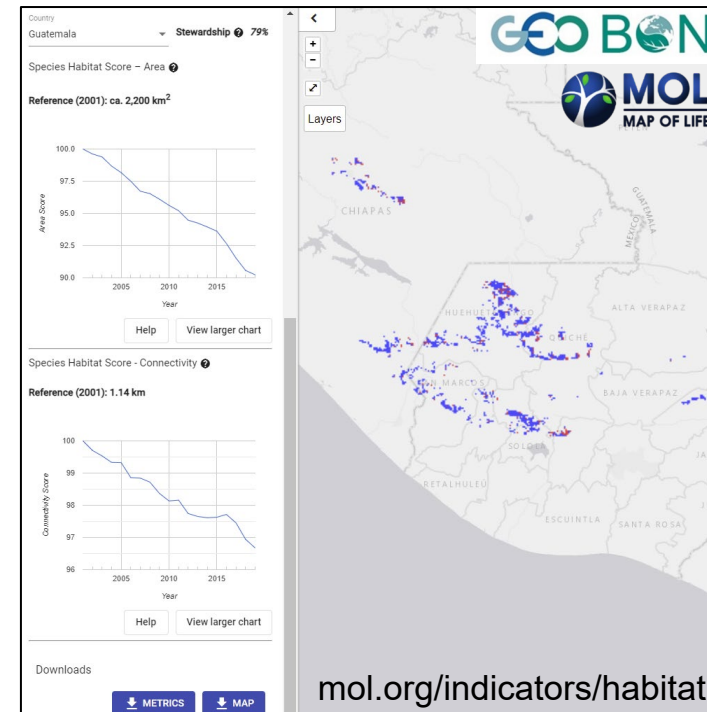 Country
Guatemala
Stewardship ? 79%
Species Habitat Score – Area ?
Reference (2001): ca. 2,200 km²
100.0
97.5
95.0
92.5
90.0
Area Score
2005 2010 2015
Year
Help View larger chart
Species Habitat Score - Connectivity ?
Reference (2001): 1.14 km
100
99
98
97
96
Connectivity Score
2005 2010 2015
Year
Help View larger chart
Downloads
METRICS MAP
+
−
Layers
GEO BON
MOL
MAP OF LIFE
CHIAPAS
GUATEMALA
MEXICO
ALTA VERAPAZ
BAJA VERAPAZ
SOLOLÁ
RETALHULEU
ESCUINTLA
SANTA ROSA
mol.org/indicators/habitat